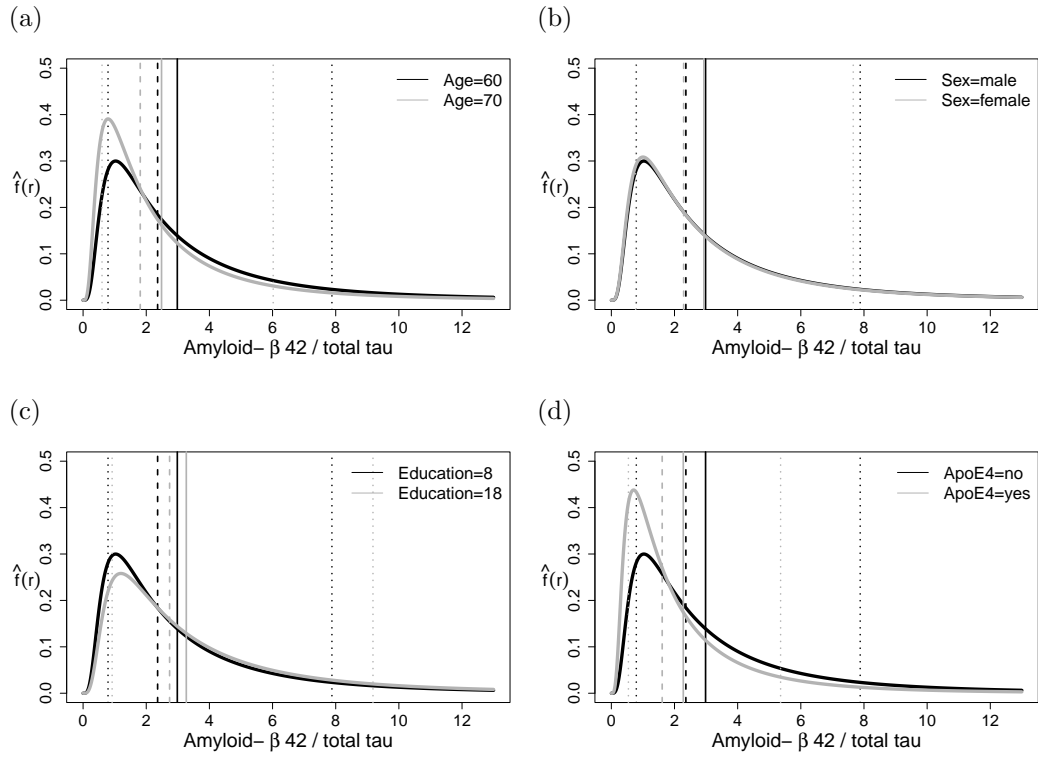 (a)
0.5
0.4
0.3
0.2
0.1
0.0
f̂(r)
Age=60
Age=70
0 2 4 6 8 10 12
Amyloid– β 42 / total tau
(b)
0.5
0.4
0.3
0.2
0.1
0.0
f̂(r)
Sex=male
Sex=female
0 2 4 6 8 10 12
Amyloid– β 42 / total tau
(c)
0.5
0.4
0.3
0.2
0.1
0.0
f̂(r)
Education=8
Education=18
0 2 4 6 8 10 12
Amyloid– β 42 / total tau
(d)
0.5
0.4
0.3
0.2
0.1
0.0
f̂(r)
ApoE4=no
ApoE4=yes
0 2 4 6 8 10 12
Amyloid– β 42 / total tau